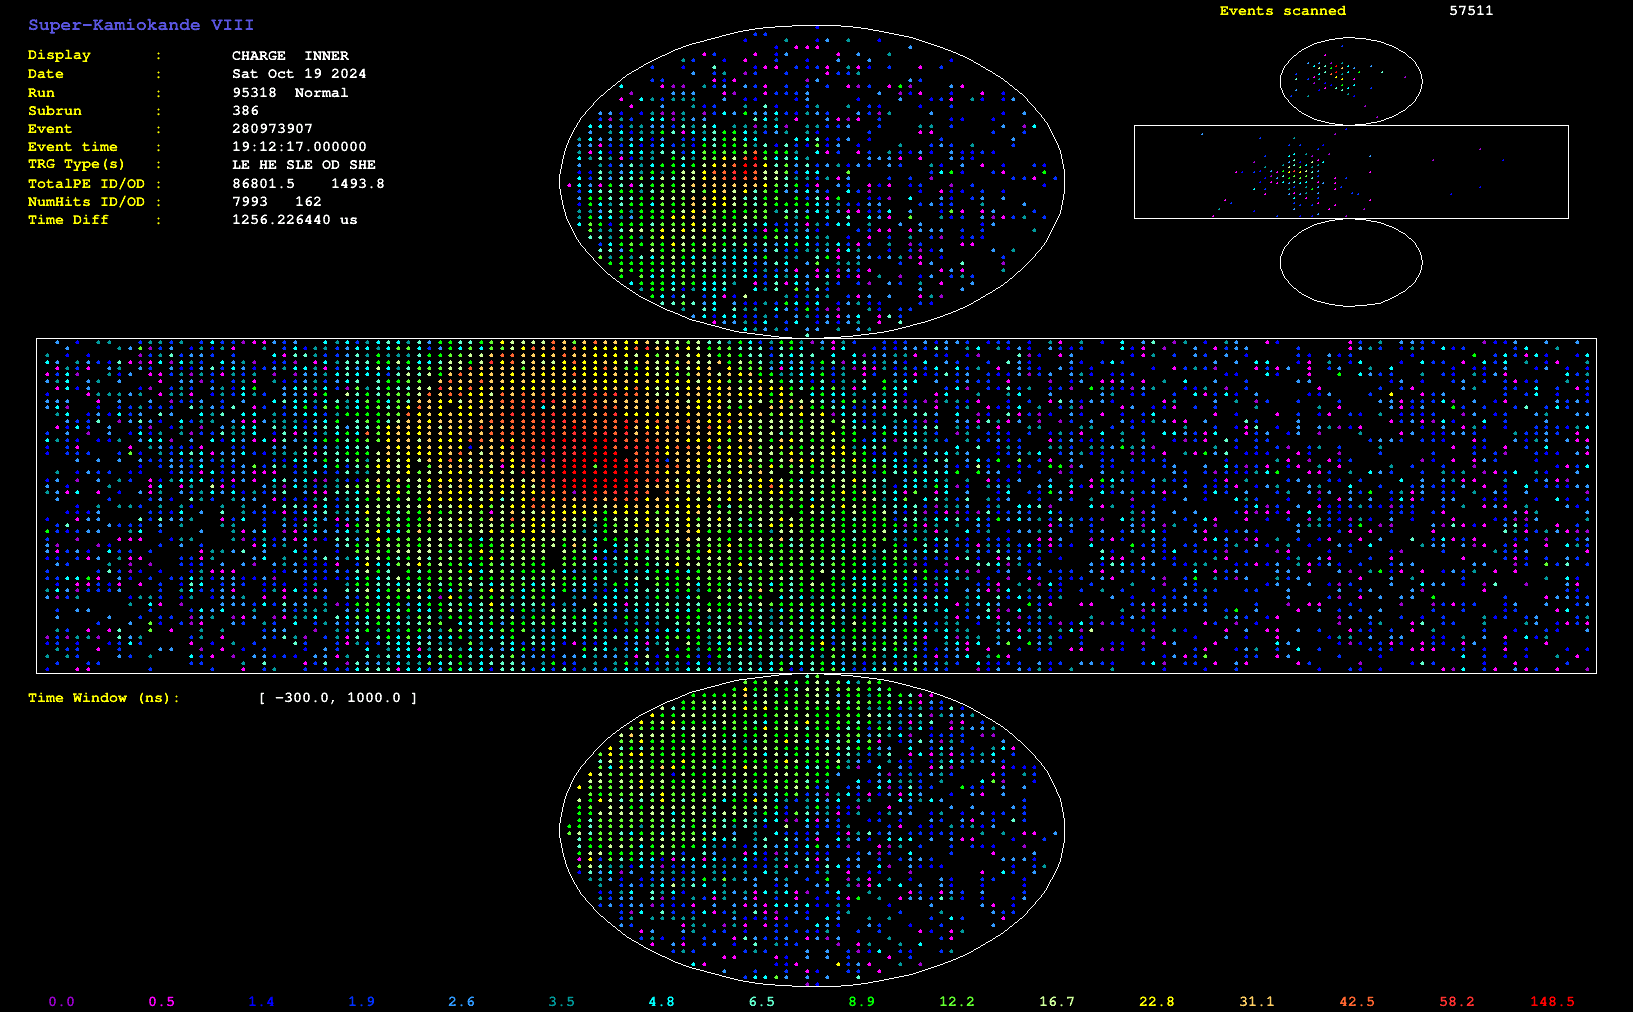 Super-Kamiokande VIII
Events scanned 57511
Display : CHARGE INNER
Date : Sat Oct 19 2024
Run : 95318 Normal
Subrun : 386
Event : 280973907
Event time : 19:12:17.000000
TRG Type(s) : LE HE SLE OD SHE
TotalPE ID/OD : 86801.5 1493.8
NumHits ID/OD : 7993 162
Time Diff : 1256.226440 us
Time Window (ns): [ −300.0, 1000.0 ]
0.0 0.5 1.4 1.9 2.6 3.5 4.8 6.5 8.9 12.2 16.7 22.8 31.1 42.5 58.2 148.5